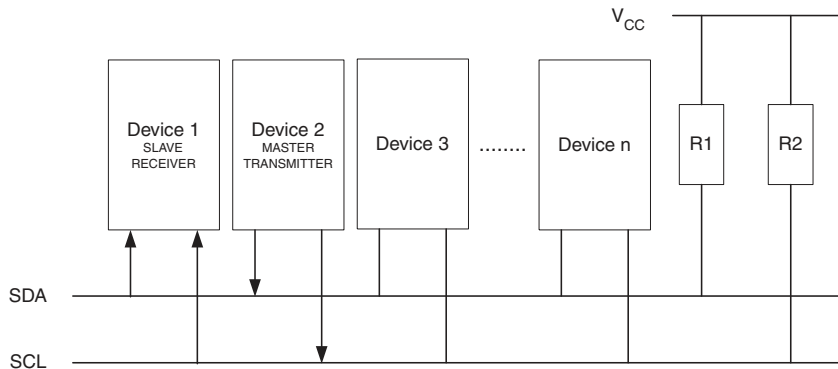 VCC
Device 1
SLAVE
RECEIVER
Device 2
MASTER
TRANSMITTER
Device 3
........
Device n
R1
R2
SDA
SCL